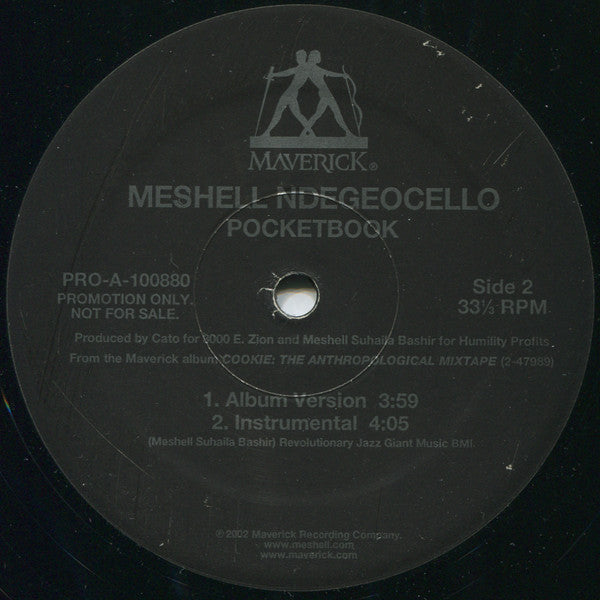 MAVERICK®
MESHELL NDEGEOCELLO
POCKETBOOK
PRO-A-100880
PROMOTION ONLY.
NOT FOR SALE.
Side 2
33⅓ RPM
Produced by Cato for 3000 E. Zion and Meshell Suhaila Bashir for Humility Profits
From the Maverick album COOKIE: THE ANTHROPOLOGICAL MIXTAPE (2-47989)
1. Album Version 3:59
2. Instrumental 4:05
(Meshell Suhaila Bashir) Revolutionary Jazz Giant Music BMI.
℗ 2002 Maverick Recording Company.
www.meshell.com
www.maverick.com